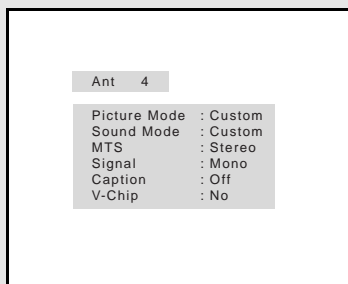 Ant 4
Picture Mode : Custom
Sound Mode : Custom
MTS : Stereo
Signal : Mono
Caption : Off
V-Chip : No